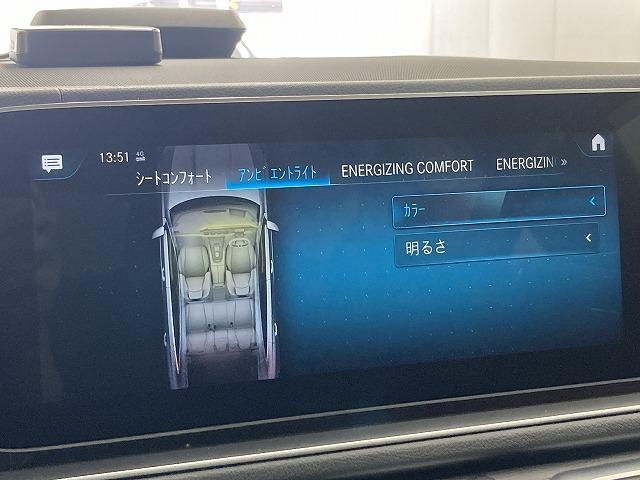 13:51 4G
シートコンフォート アンビエントライト ENERGIZING COMFORT ENERGIZIN »
カラー
明るさ